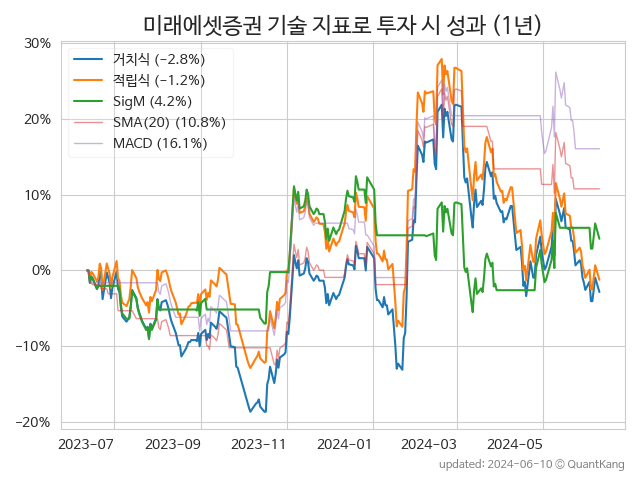 미래에셋증권 기술 지표로 투자 시 성과 (1년)
30%
20%
10%
0%
−10%
−20%
거치식 (−2.8%)
적립식 (−1.2%)
SigM (4.2%)
SMA(20) (10.8%)
MACD (16.1%)
2023−07
2023−09
2023−11
2024−01
2024−03
2024−05
updated: 2024−06−10 © QuantKang